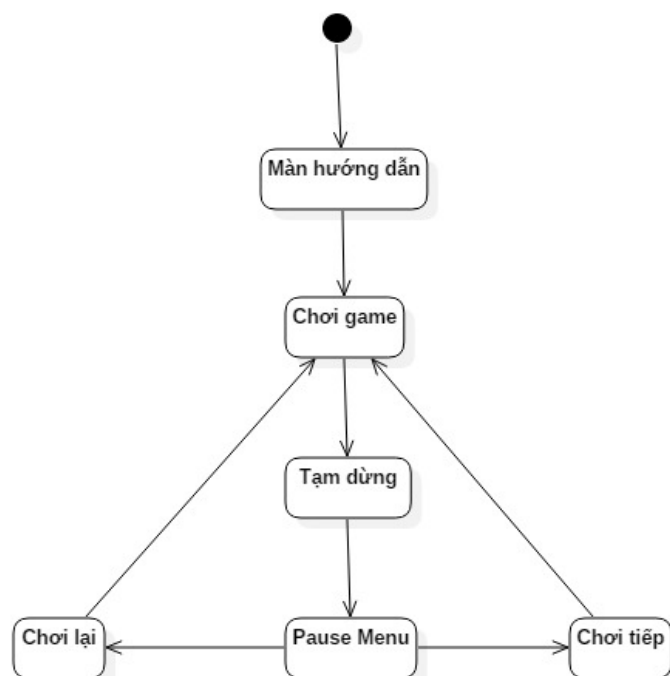 Màn hướng dẫn
Chơi game
Tạm dừng
Chơi lại
Pause Menu
Chơi tiếp